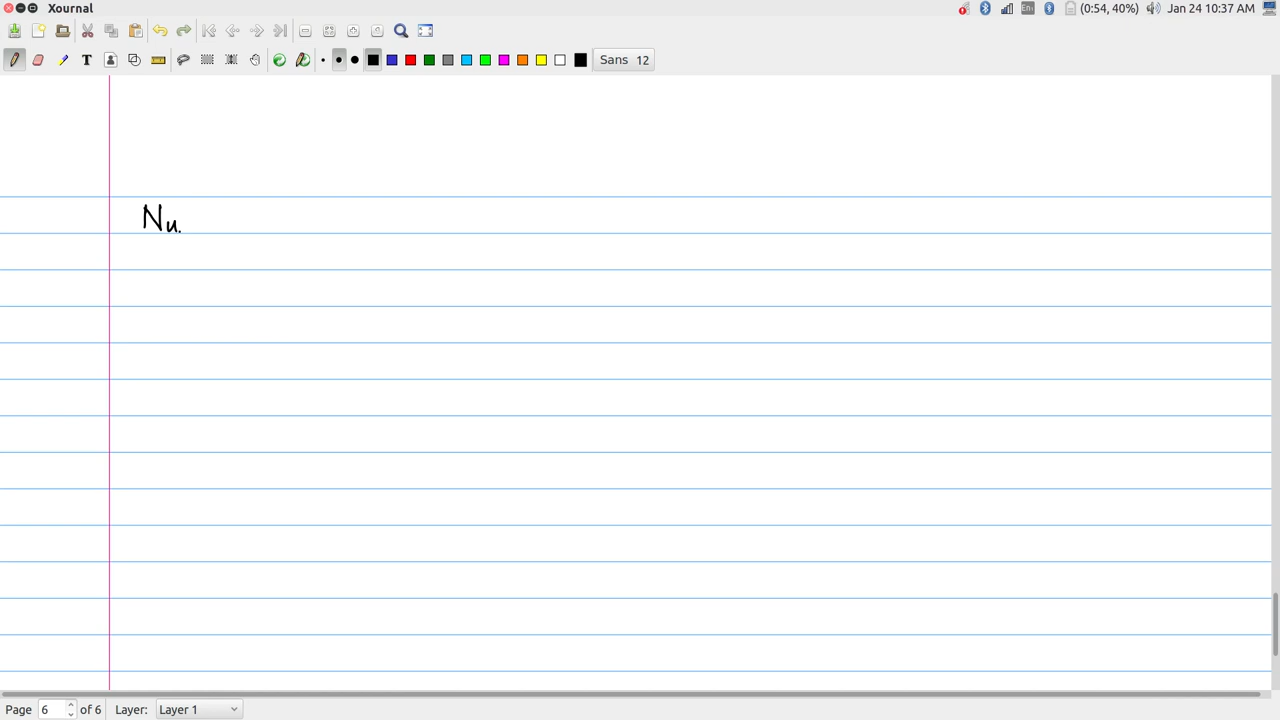 Xournal
(0:54, 40%)
Jan 24 10:37 AM
En
T
Sans 12
Nu
Page 6 of 6 Layer: Layer 1